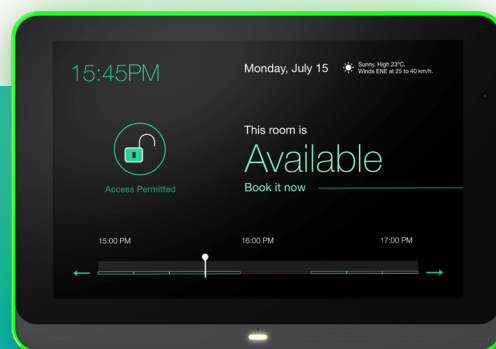 15:45PM
Monday, July 15
Sunny. High 23°C.
Winds ENE at 25 to 40 km/h.
This room is
Available
Book it now
Access Permitted
15:00 PM
16:00 PM
17:00 PM